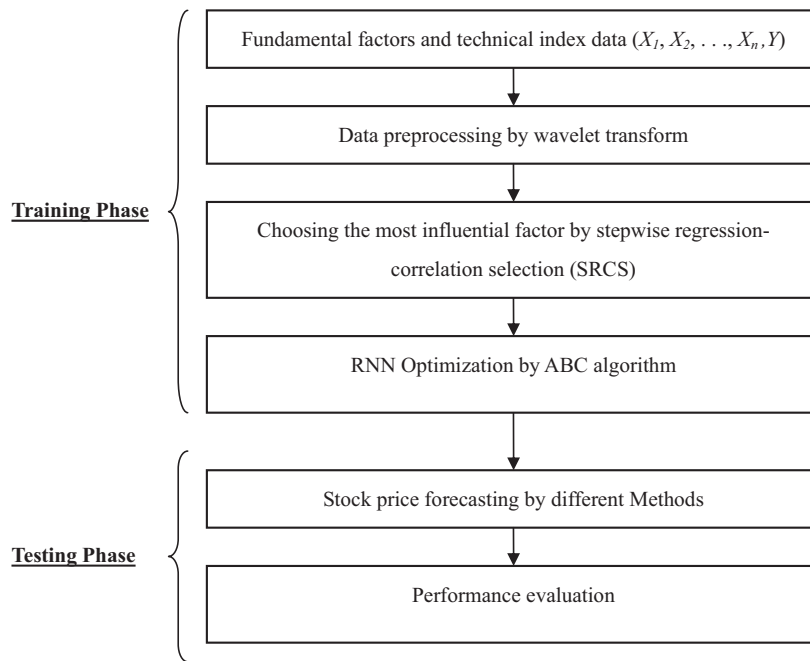 Fundamental factors and technical index data (X1, X2, . . ., Xn ,Y)
Data preprocessing by wavelet transform
Training Phase
Choosing the most influential factor by stepwise regression-
correlation selection (SRCS)
RNN Optimization by ABC algorithm
Stock price forecasting by different Methods
Testing Phase
Performance evaluation